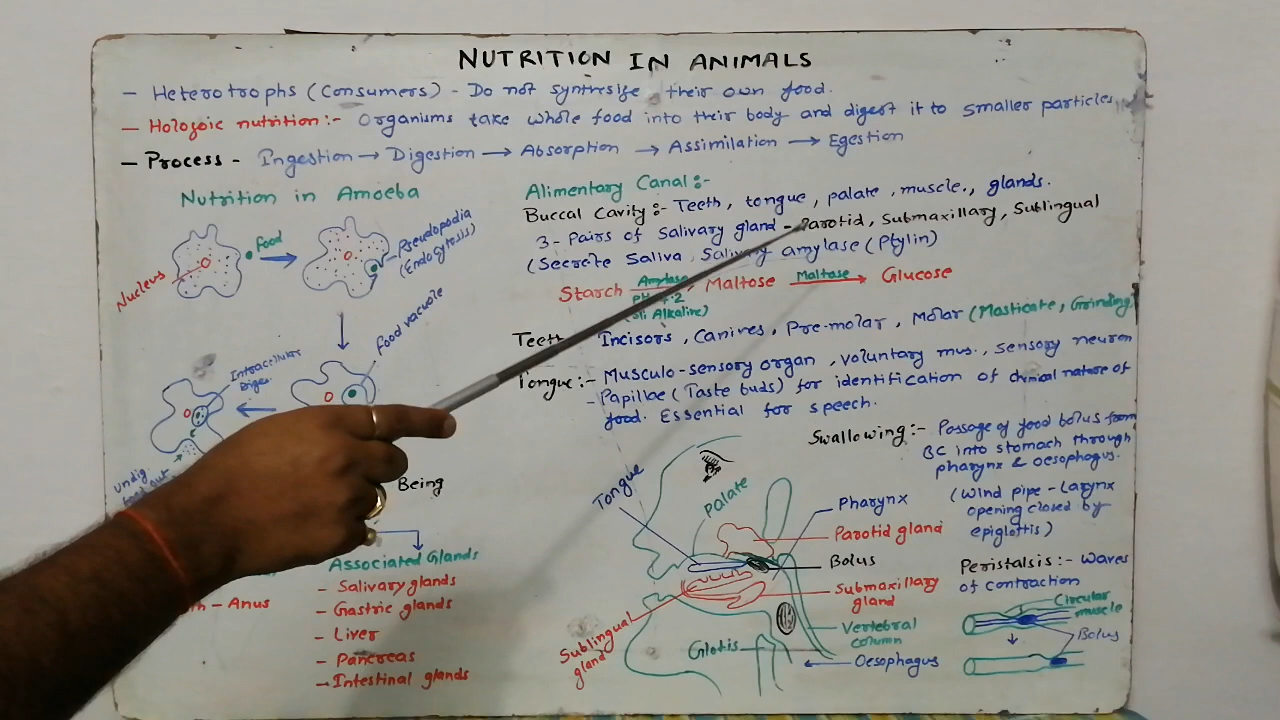 NUTRITION IN ANIMALS
– Heterotrophs (Consumers) - Do not synthesize their own food.
– Holozoic nutrition:- Organisms take whole food into their body and digest it to smaller particles
– Process - Ingestion → Digestion → Absorption → Assimilation → Egestion
Nutrition in Amoeba
Nucleus
food
Pseudopodia
(Endocytosis)
food vacuole
Intracellular
Diges.
undig
food out
Being
Associated Glands
– Salivary glands
– Gastric glands
– Liver
– Pancreas
– Intestinal glands
- Anus
Alimentary Canal:-
Buccal Cavity:- Teeth, tongue, palate, muscle., glands.
3- Pairs of Salivary gland - Parotid, Submaxillary, Sublingual
(Secrete Saliva, Salivary amylase (Ptylin)
Starch Amylase Maltose Maltase → Glucose
Alkaline)
Teeth Incisors, Canines, Pre-molar, Molar (Masticate, Grinding)
Tongue:- Musculo-sensory organ, voluntary mus., sensory neuron
– Papillae (Taste buds) for identification of chmical nature of
food. Essential for speech.
Swallowing:- Passage of food bolus from
BC into stomach through
pharynx & oesophagus.
(Wind pipe - Larynx
opening closed by
epiglottis)
Peristalsis:- Waves
of contraction
Circular
muscle
Bolus
Tongue
Palate
Pharynx
Parotid gland
Bolus
Submaxillary
gland
Vertebral
column
Oesophagus
Glotis
Sublingual
gland